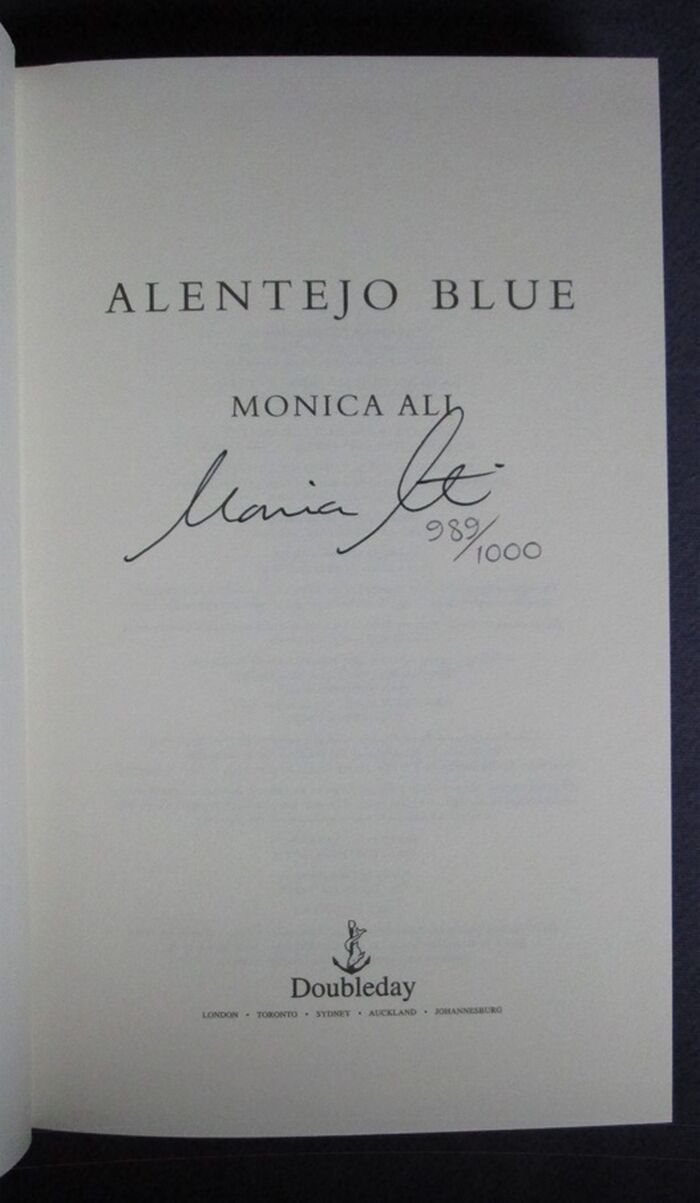 ALENTEJO BLUE
MONICA ALI
Monica Ali
989/1000
Doubleday
LONDON • TORONTO • SYDNEY • AUCKLAND • JOHANNESBURG